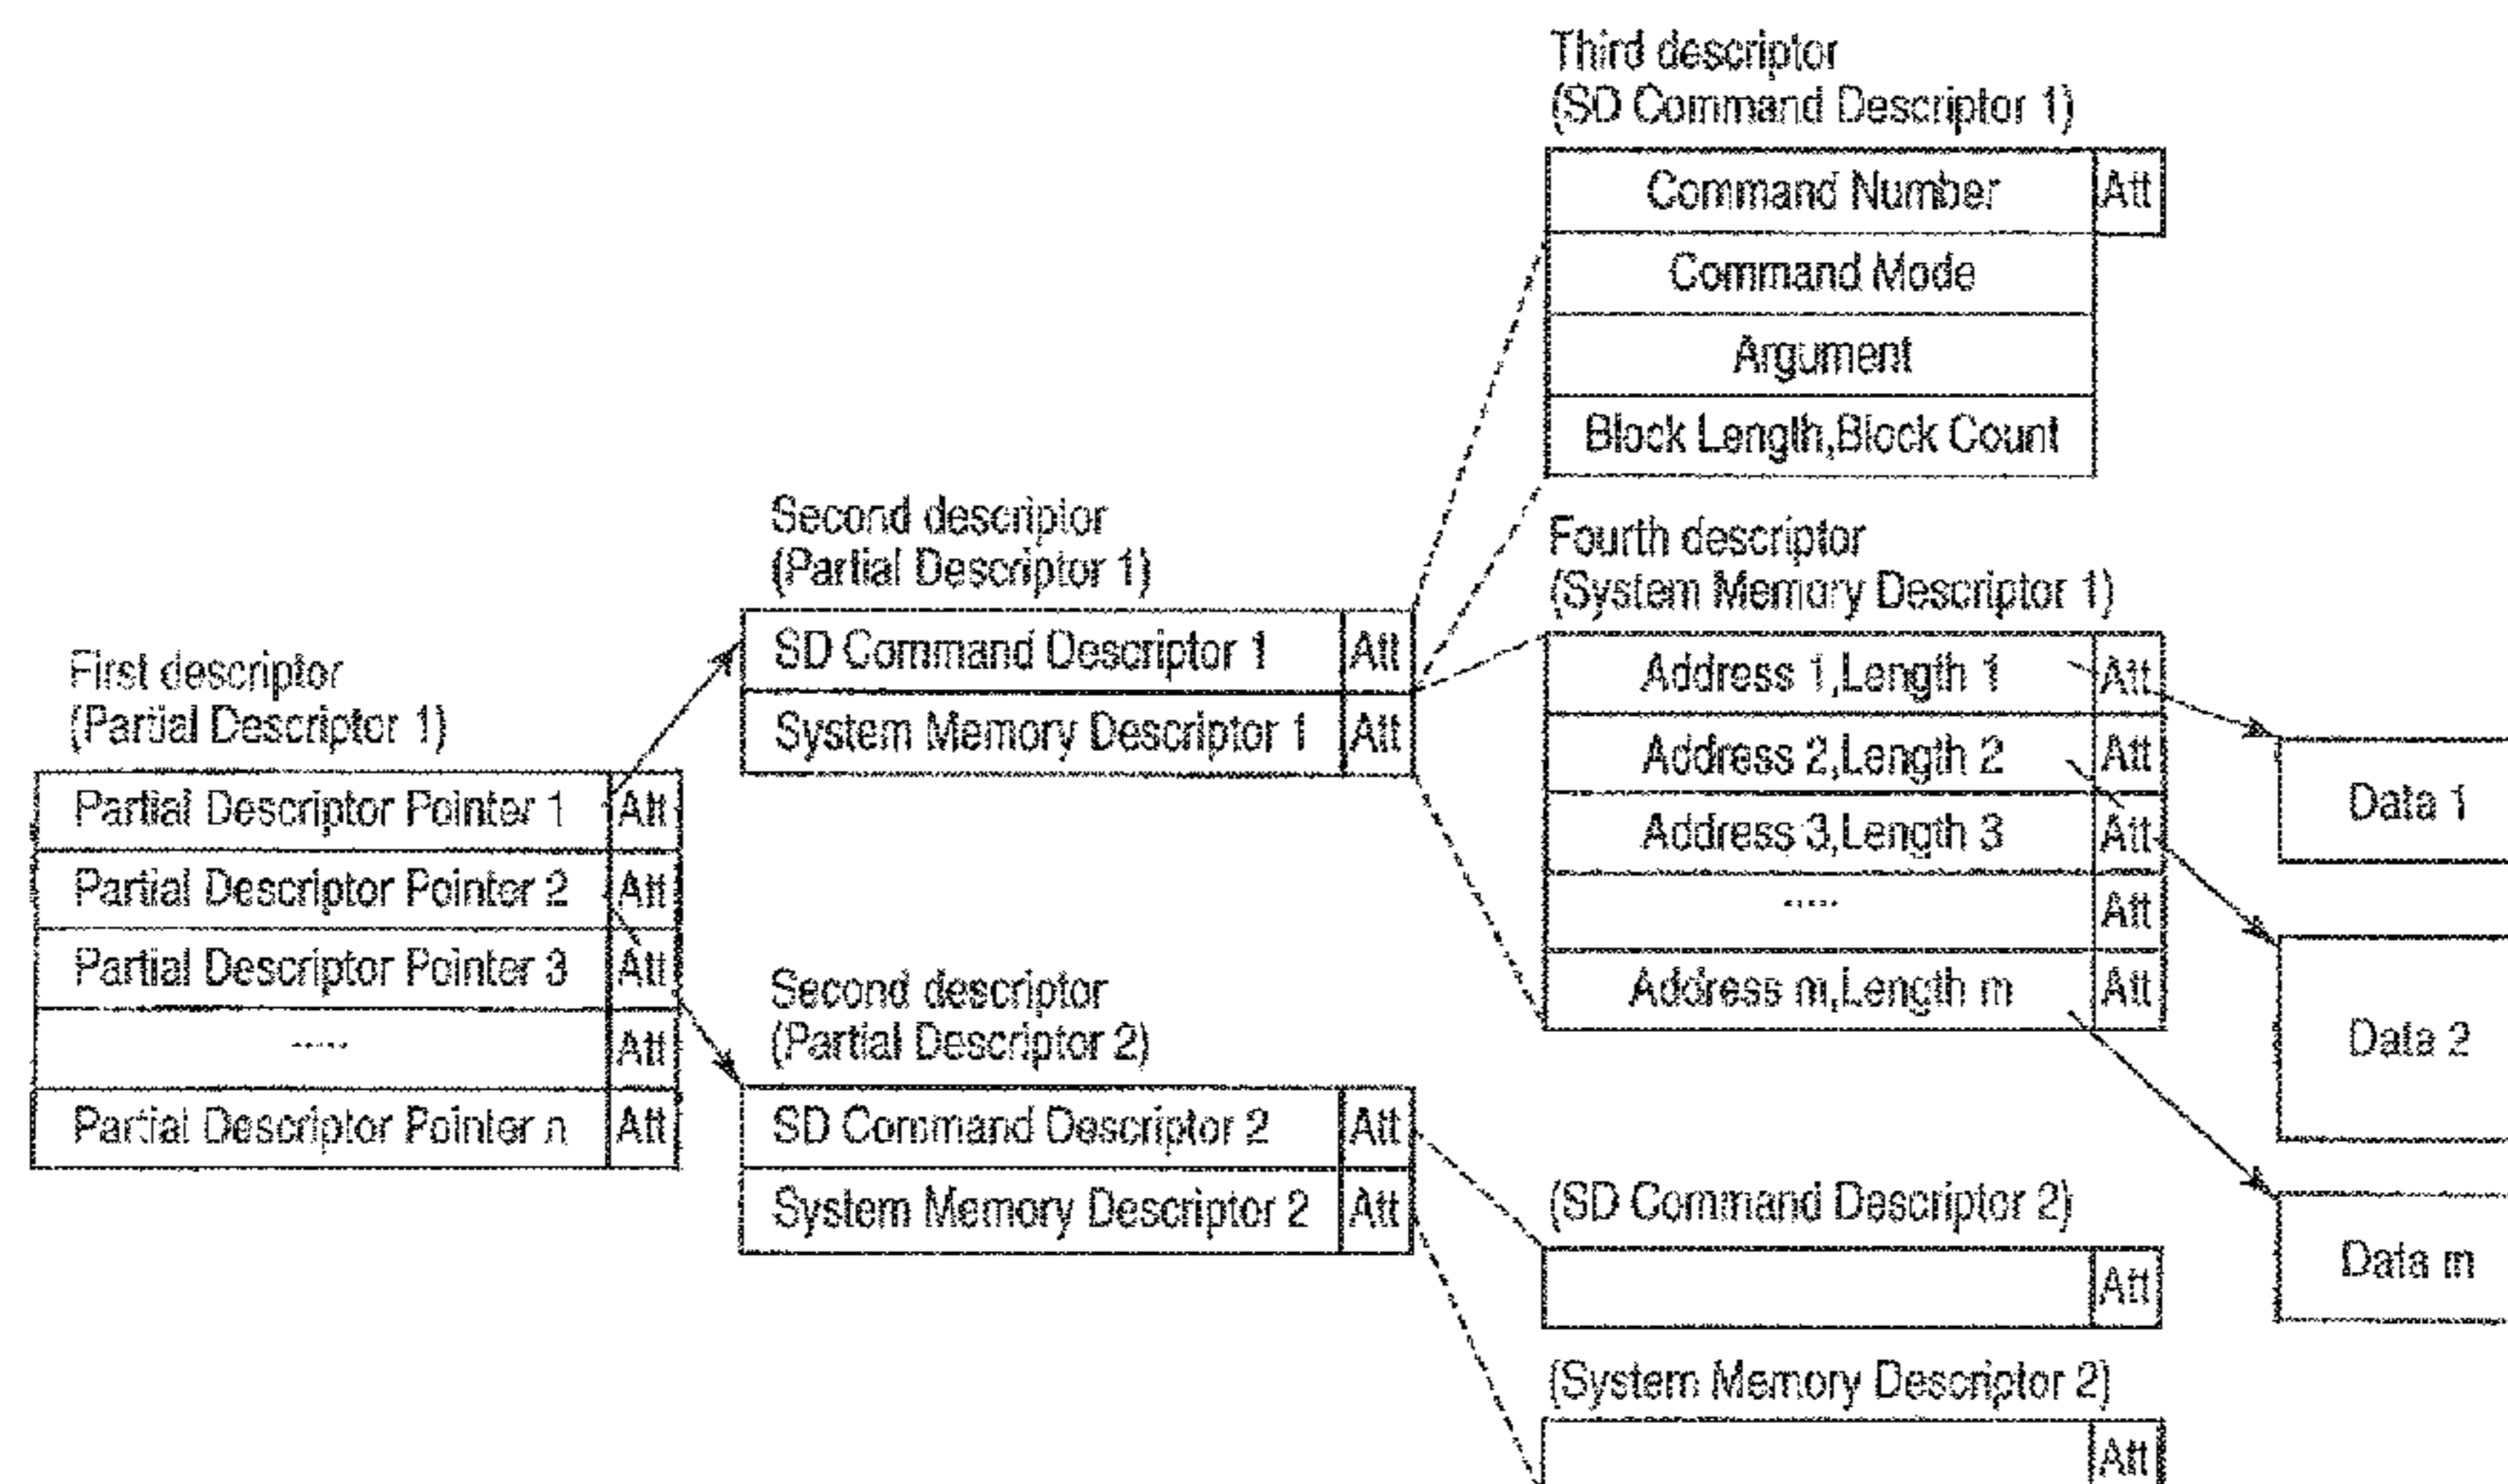 First descriptor
(Partial Descriptor 1)
Partial Descriptor Pointer 1 Att
Partial Descriptor Pointer 2 Att
Partial Descriptor Pointer 3 Att
..... Att
Partial Descriptor Pointer n Att
Second descriptor
(Partial Descriptor 1)
SD Command Descriptor 1 Att
System Memory Descriptor 1 Att
Second descriptor
(Partial Descriptor 2)
SD Command Descriptor 2 Att
System Memory Descriptor 2 Att
Third descriptor
(SD Command Descriptor 1)
Command Number Att
Command Mode
Argument
Block Length,Block Count
Fourth descriptor
(System Memory Descriptor 1)
Address 1,Length 1 Att
Address 2,Length 2 Att
Address 3,Length 3 Att
..... Att
Address m,Length m Att
(SD Command Descriptor 2)
Att
(System Memory Descriptor 2)
Att
Data 1
Data 2
Data m